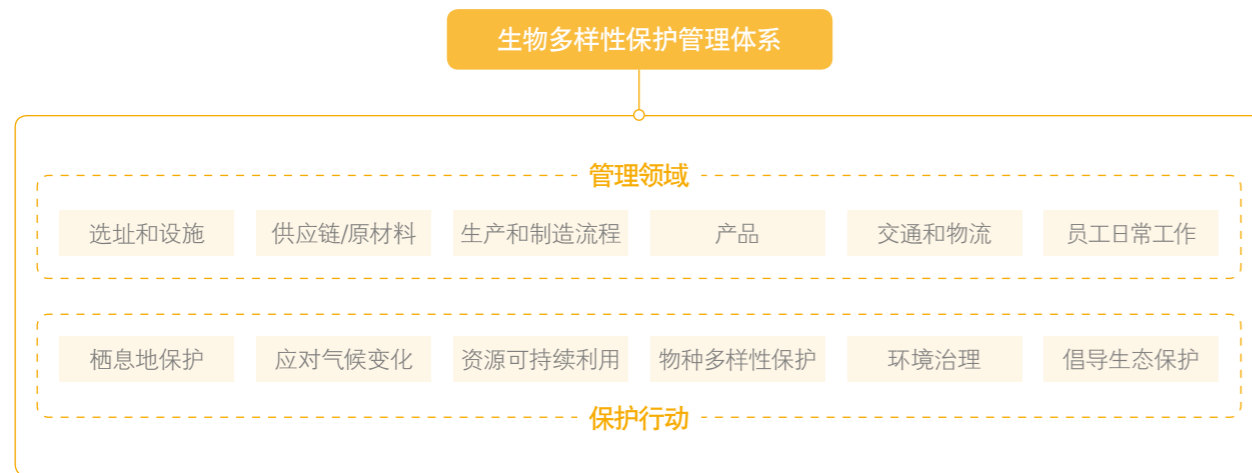 生物多样性保护管理体系
管理领域
选址和设施 供应链/原材料 生产和制造流程 产品 交通和物流 员工日常工作
栖息地保护 应对气候变化 资源可持续利用 物种多样性保护 环境治理 倡导生态保护
保护行动